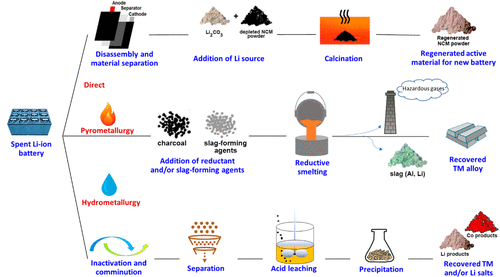 Anode
Separator
Cathode
Li2CO3
+
depleted NCM
powder
Regenerated
NCM powder
Disassembly and
material separation
Addition of Li source
Calcination
Regenerated active
material for new battery
Direct
Hazardous gases
Pyrometallurgy
Spent Li-ion
battery
charcoal
slag-forming
agents
Addition of reductant
and/or slag-forming agents
Reductive
smelting
slag (Al, Li)
Recovered
TM alloy
Hydrometallurgy
Co products
Li products
Inactivation and
comminution
Separation
Acid leaching
Precipitation
Recovered TM
and/or Li salts